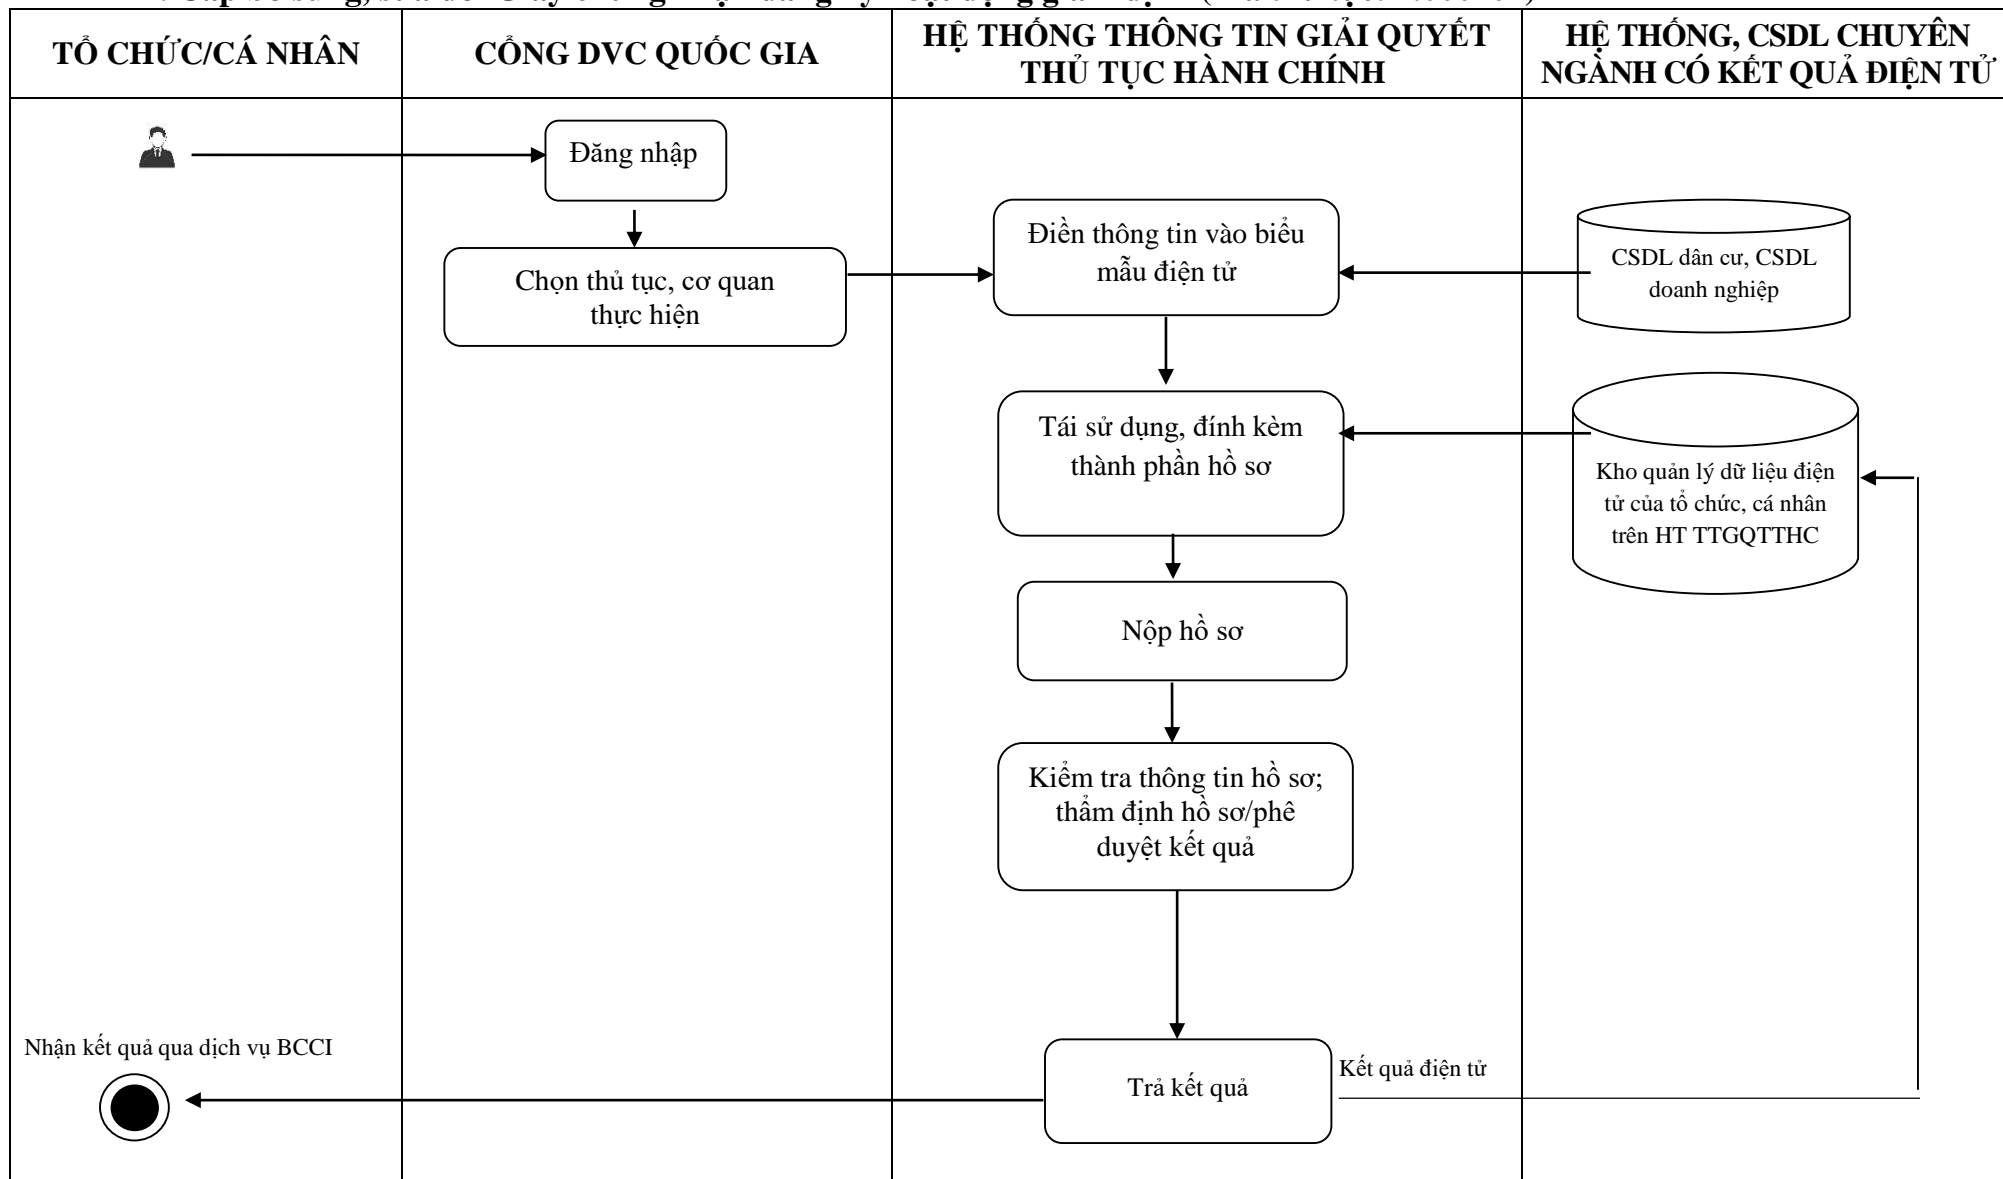 TỔ CHỨC/CÁ NHÂN
CỔNG DVC QUỐC GIA
HỆ THỐNG THÔNG TIN GIẢI QUYẾT
THỦ TỤC HÀNH CHÍNH
HỆ THỐNG, CSDL CHUYÊN
NGÀNH CÓ KẾT QUẢ ĐIỆN TỬ
Đăng nhập
Chọn thủ tục, cơ quan
thực hiện
Điền thông tin vào biểu
mẫu điện tử
CSDL dân cư, CSDL
doanh nghiệp
Tái sử dụng, đính kèm
thành phần hồ sơ
Kho quản lý dữ liệu điện
tử của tổ chức, cá nhân
trên HT TTGQTTHC
Nộp hồ sơ
Kiểm tra thông tin hồ sơ;
thẩm định hồ sơ/phê
duyệt kết quả
Nhận kết quả qua dịch vụ BCCI
Trả kết quả
Kết quả điện tử